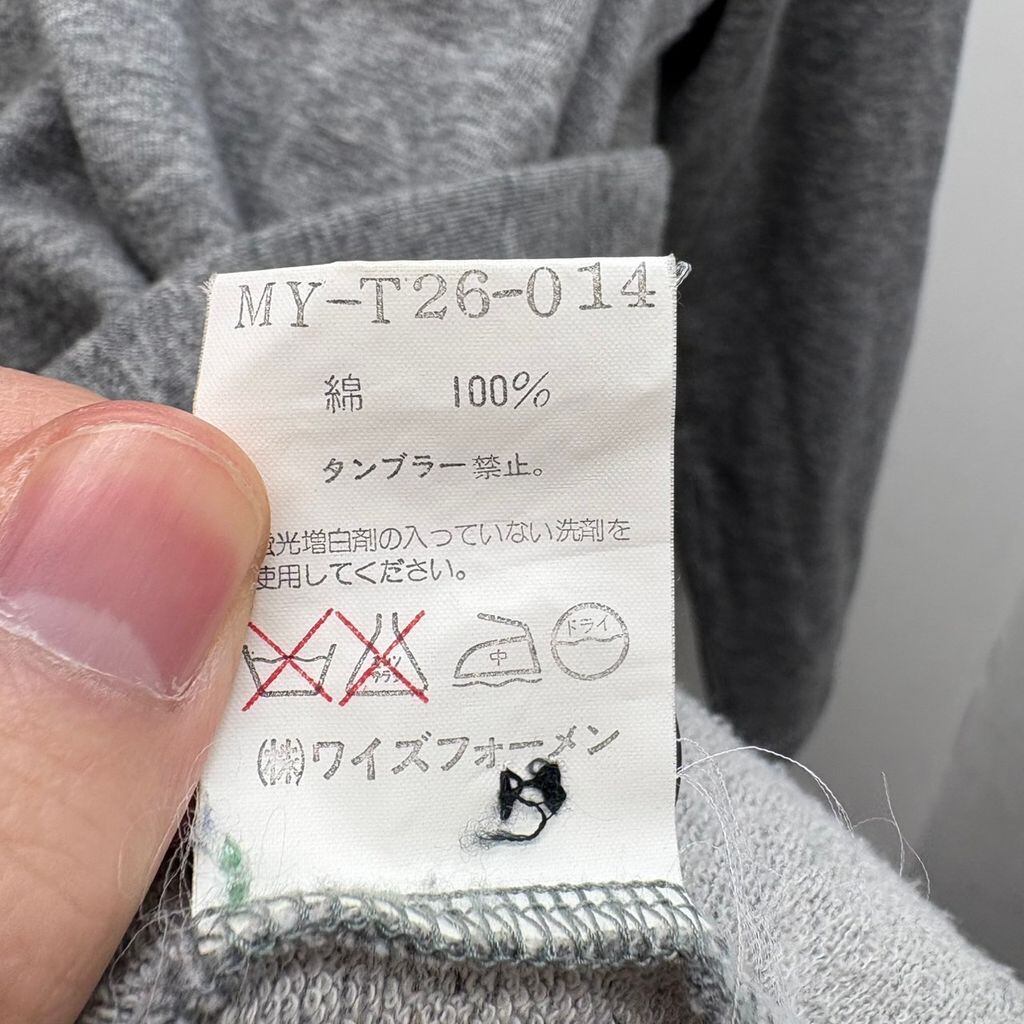 MY-T26-014
綿 100%
タンブラー禁止。
蛍光増白剤の入っていない洗剤を
使用してください。
中 ドライ
(株)ワイズフォーメン